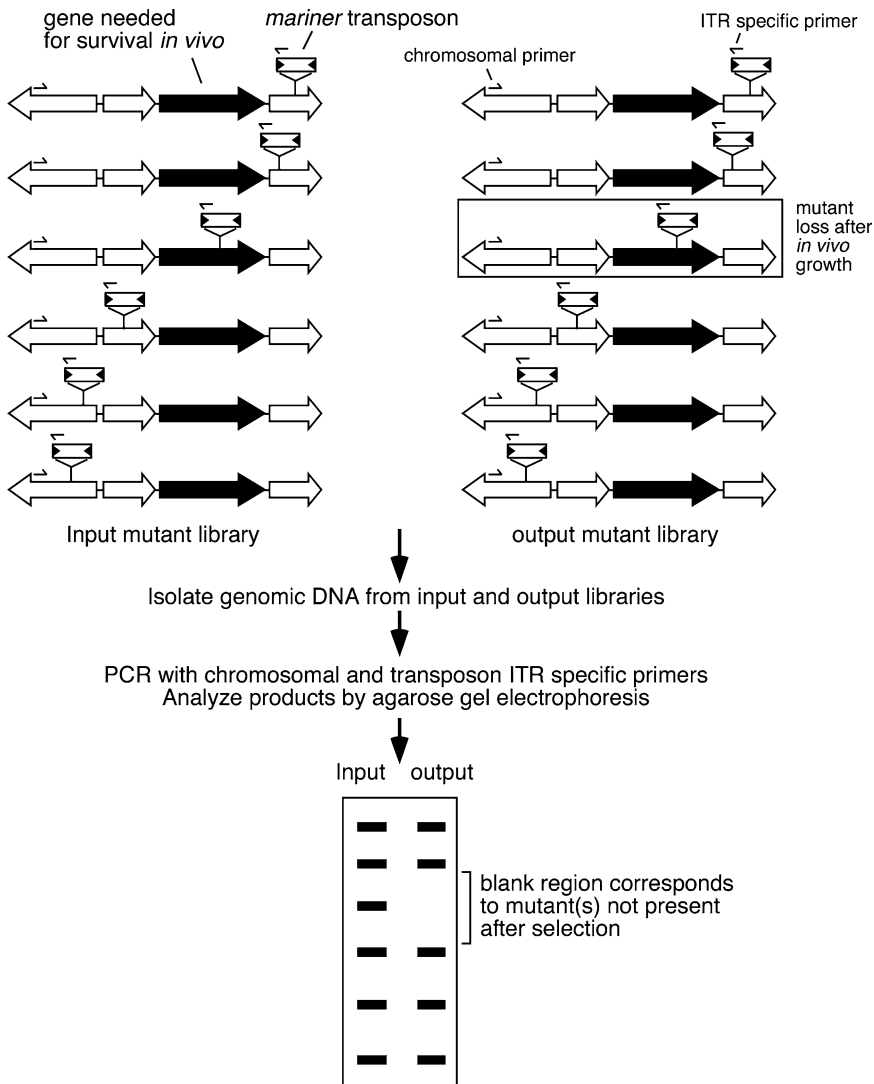 gene needed
for survival in vivo
mariner transposon
ITR specific primer
chromosomal primer
mutant
loss after
in vivo
growth
Input mutant library
output mutant library
Isolate genomic DNA from input and output libraries
PCR with chromosomal and transposon ITR specific primers
Analyze products by agarose gel electrophoresis
Input output
blank region corresponds
to mutant(s) not present
after selection